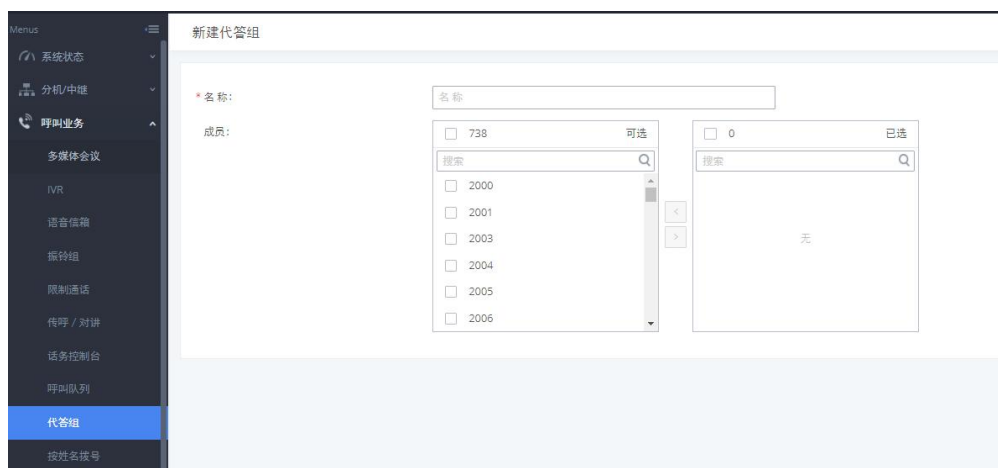 Menus
新建代答组
系统状态
分机/中继
* 名称:
名称
呼叫业务
成员:
738 可选
0 已选
多媒体会议
搜索
搜索
IVR
2000
语音信箱
2001
振铃组
2003
无
限制通话
2004
2005
传呼 / 对讲
2006
话务控制台
呼叫队列
代答组
按姓名拨号